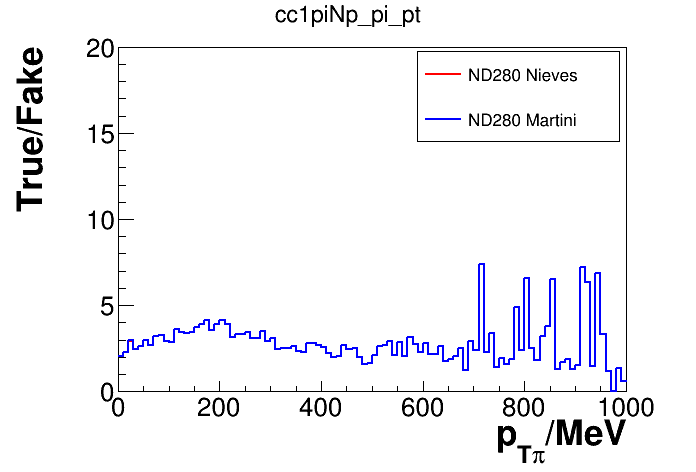 cc1piNp_pi_pt
True/Fake
20
15
10
5
0
ND280 Nieves
ND280 Martini
0 200 400 600 800 1000
pTπ/MeV